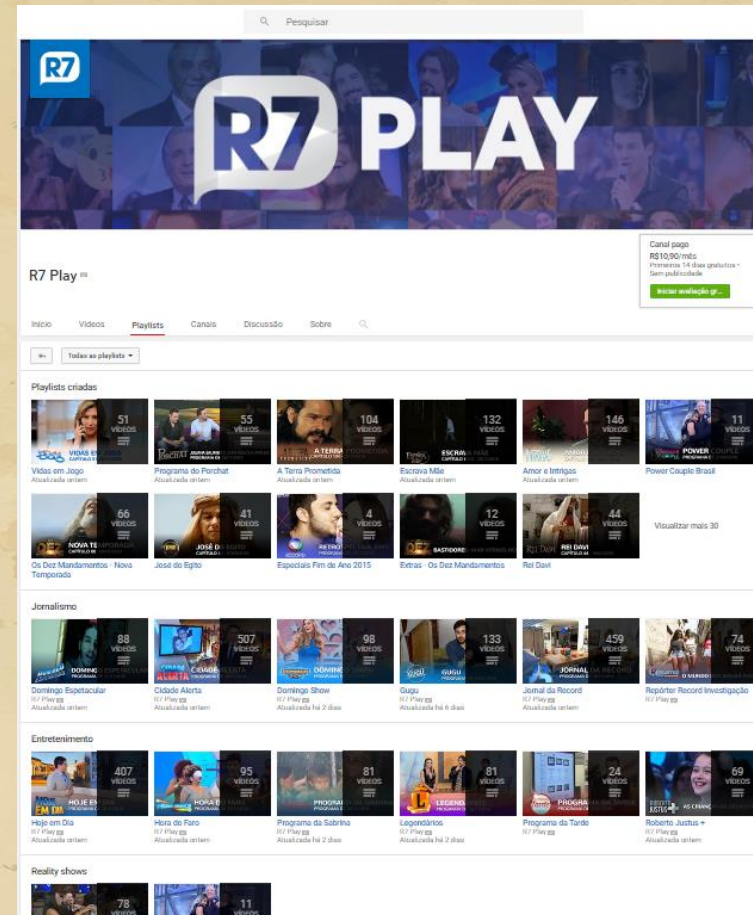 Pesquisar
R7
R7 PLAY
Canal pago
R$10,90/mês
Primeiros 14 dias gratuitos •
Sem publicidade
Iniciar avaliação gr...
R7 Play
Início Vídeos Playlists Canais Discussão Sobre
Todas as playlists
Playlists criadas
51 VÍDEOS
55 VÍDEOS
104 VÍDEOS
132 VÍDEOS
146 VÍDEOS
11 VÍDEOS
Vidas em Jogo
Atualizada ontem
Programa do Porchat
Atualizada ontem
A Terra Prometida
Atualizada ontem
Escrava Mãe
Atualizada ontem
Amor e Intrigas
Atualizada ontem
Power Couple Brasil
66 VÍDEOS
41 VÍDEOS
4 VÍDEOS
12 VÍDEOS
44 VÍDEOS
Visualizar mais 30
Os Dez Mandamentos - Nova
Temporada
José do Egito
Especiais Fim de Ano 2015
Extras - Os Dez Mandamentos
Rei Davi
Jornalismo
88 VÍDEOS
507 VÍDEOS
98 VÍDEOS
133 VÍDEOS
459 VÍDEOS
74 VÍDEOS
Domingo Espetacular
R7 Play
Atualizada ontem
Cidade Alerta
R7 Play
Atualizada ontem
Domingo Show
R7 Play
Atualizada há 2 dias
Gugu
R7 Play
Atualizada há 6 dias
Jornal da Record
R7 Play
Atualizada ontem
Repórter Record Investigação
R7 Play
Entretenimento
407 VÍDEOS
95 VÍDEOS
81 VÍDEOS
81 VÍDEOS
24 VÍDEOS
69 VÍDEOS
Hoje em Dia
R7 Play
Atualizada ontem
Hora do Faro
R7 Play
Atualizada ontem
Programa da Sabrina
R7 Play
Atualizada há 2 dias
Legendários
R7 Play
Atualizada há 2 dias
Programa da Tarde
R7 Play
Roberto Justus +
R7 Play
Atualizada ontem
Reality shows
78 VÍDEOS
11 VÍDEOS